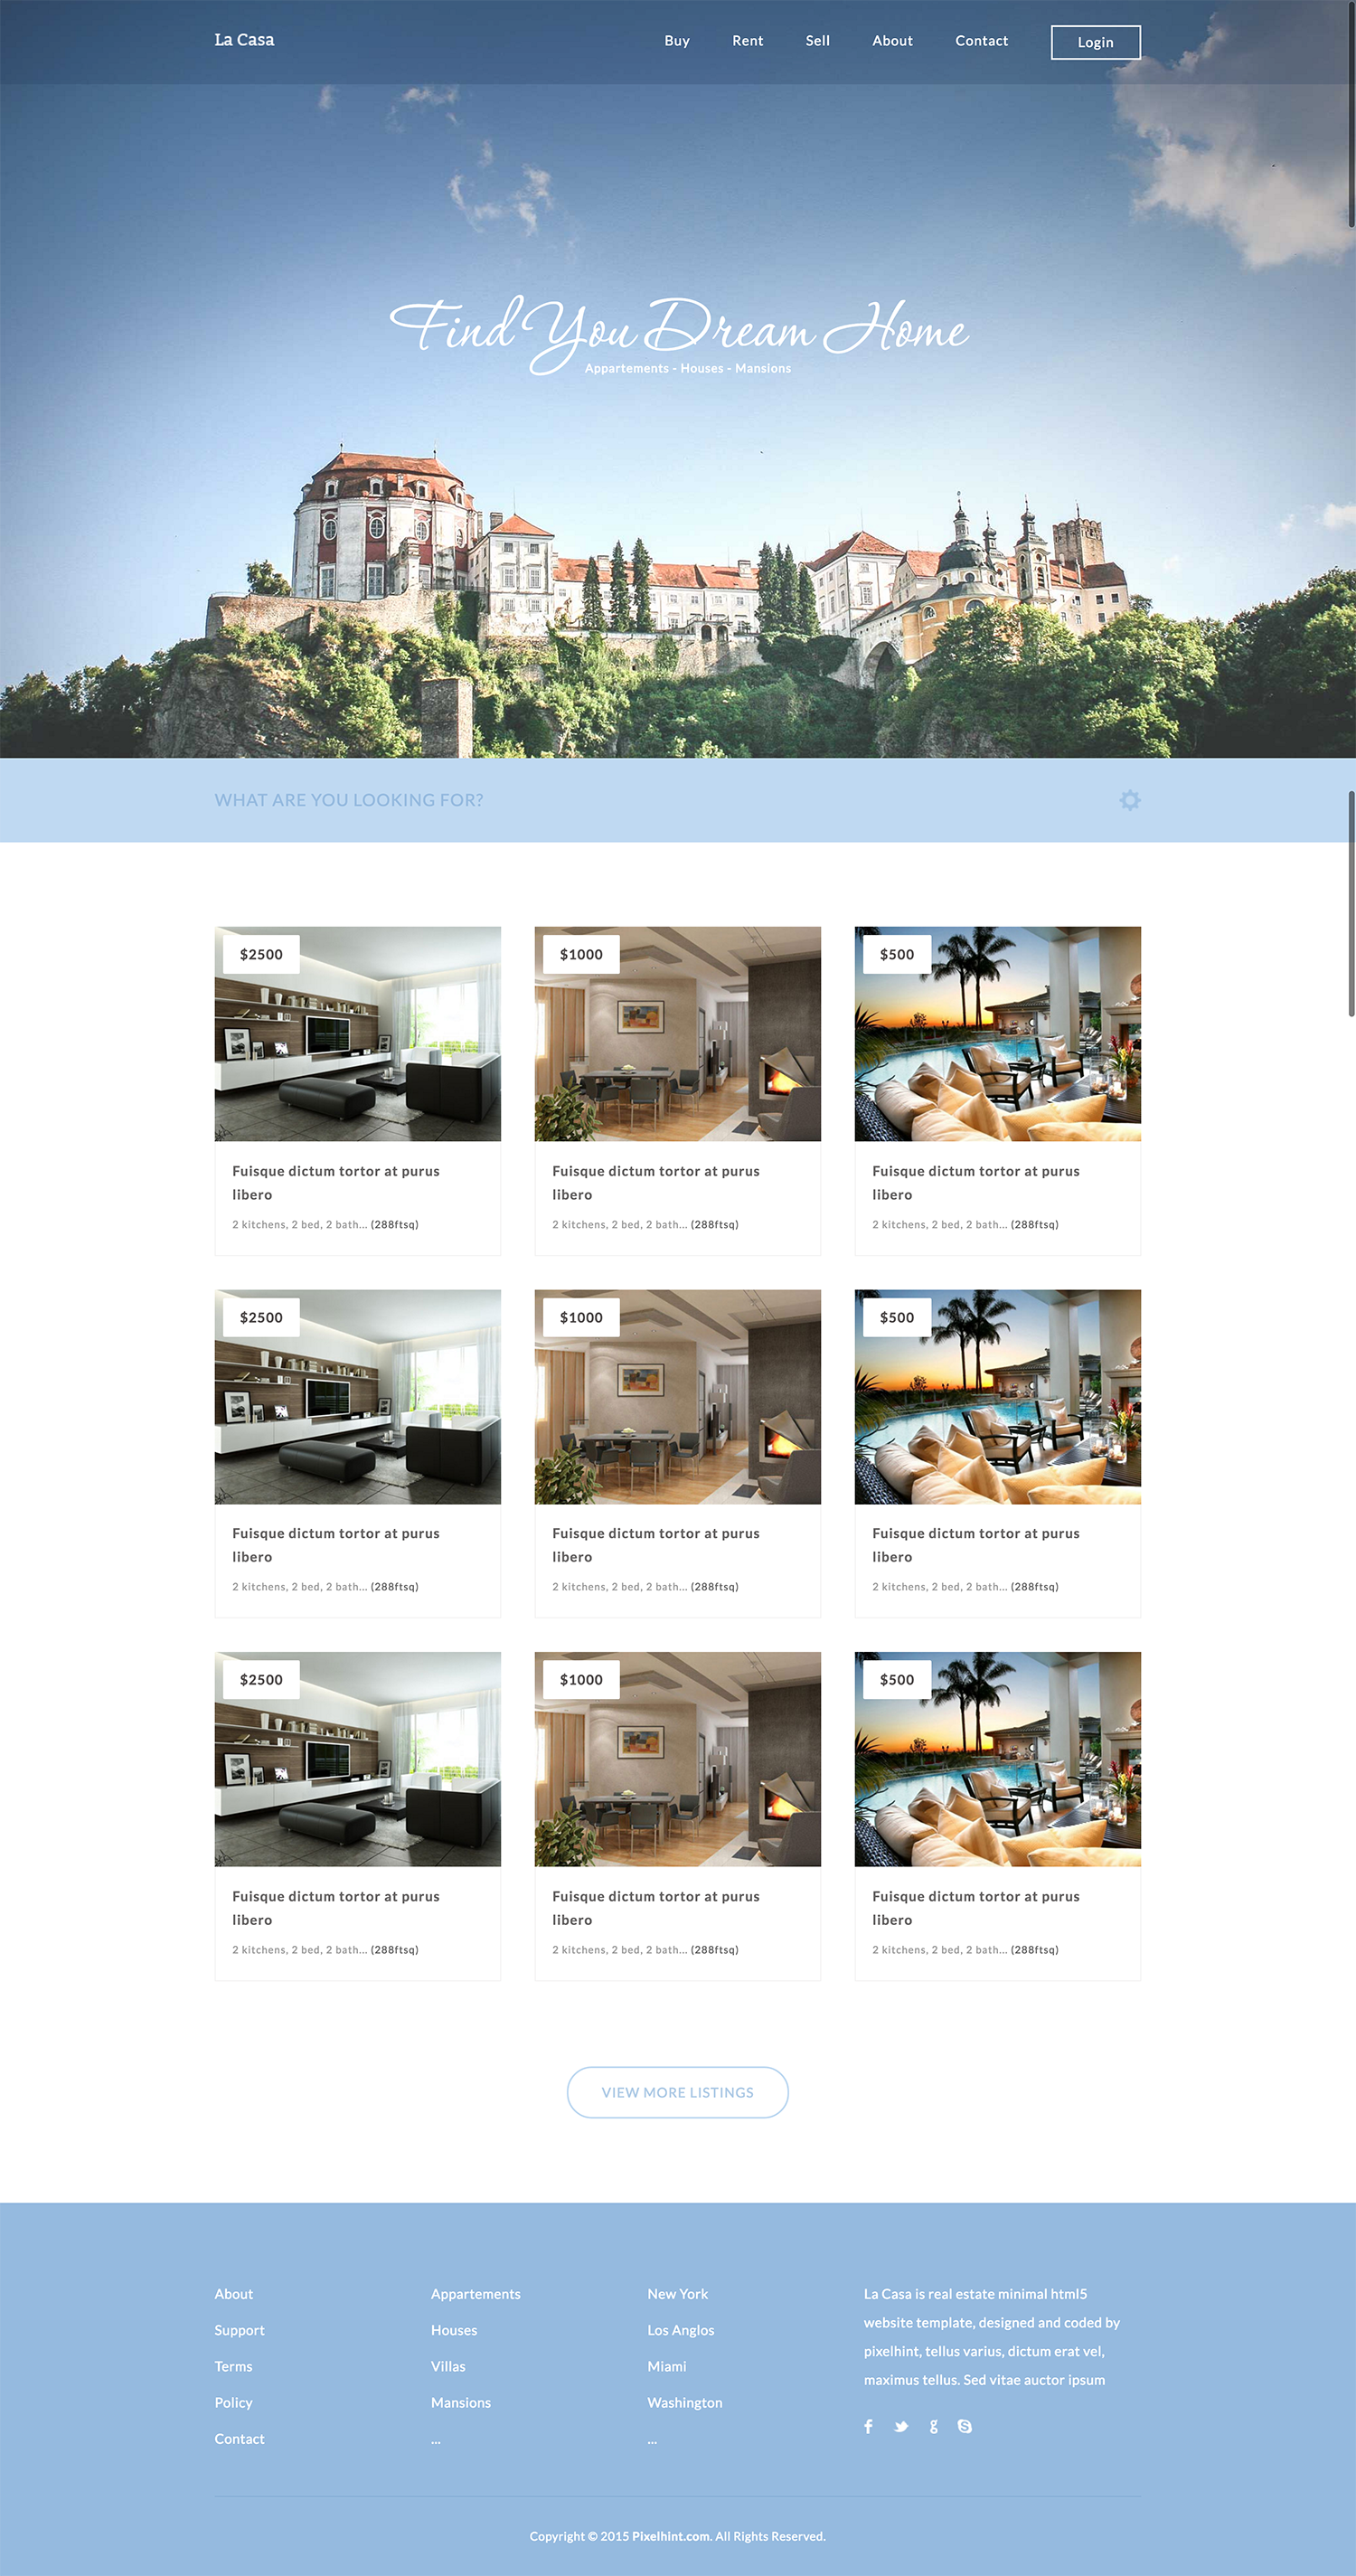 La Casa
Buy Rent Sell About Contact Login
Find You Dream Home
Appartements - Houses - Mansions
WHAT ARE YOU LOOKING FOR?
$2500
Fuisque dictum tortor at purus
libero
2 kitchens, 2 bed, 2 bath... (288ftsq)
$1000
Fuisque dictum tortor at purus
libero
2 kitchens, 2 bed, 2 bath... (288ftsq)
$500
Fuisque dictum tortor at purus
libero
2 kitchens, 2 bed, 2 bath... (288ftsq)
$2500
Fuisque dictum tortor at purus
libero
2 kitchens, 2 bed, 2 bath... (288ftsq)
$1000
Fuisque dictum tortor at purus
libero
2 kitchens, 2 bed, 2 bath... (288ftsq)
$500
Fuisque dictum tortor at purus
libero
2 kitchens, 2 bed, 2 bath... (288ftsq)
$2500
Fuisque dictum tortor at purus
libero
2 kitchens, 2 bed, 2 bath... (288ftsq)
$1000
Fuisque dictum tortor at purus
libero
2 kitchens, 2 bed, 2 bath... (288ftsq)
$500
Fuisque dictum tortor at purus
libero
2 kitchens, 2 bed, 2 bath... (288ftsq)
VIEW MORE LISTINGS
About
Support
Terms
Policy
Contact
Appartements
Houses
Villas
Mansions
...
New York
Los Anglos
Miami
Washington
...
La Casa is real estate minimal html5
website template, designed and coded by
pixelhint, tellus varius, dictum erat vel,
maximus tellus. Sed vitae auctor ipsum
Copyright © 2015 Pixelhint.com. All Rights Reserved.